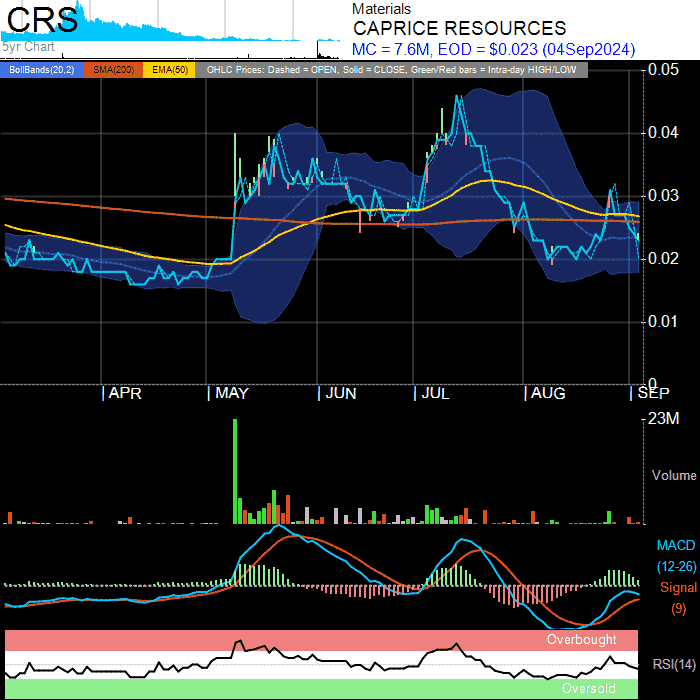 CRS
5yr Chart
Materials
CAPRICE RESOURCES
MC = 7.6M, EOD = $0.023 (04Sep2024)
BollBands(20,2) SMA(200) EMA(50) OHLC Prices: Dashed = OPEN, Solid = CLOSE, Green/Red bars = Intra-day HIGH/LOW
0.05
0.04
0.03
0.02
0.01
0
APR MAY JUN JUL AUG SEP
23M
Volume
MACD
(12-26)
Signal
(9)
Overbought
RSI(14)
Oversold